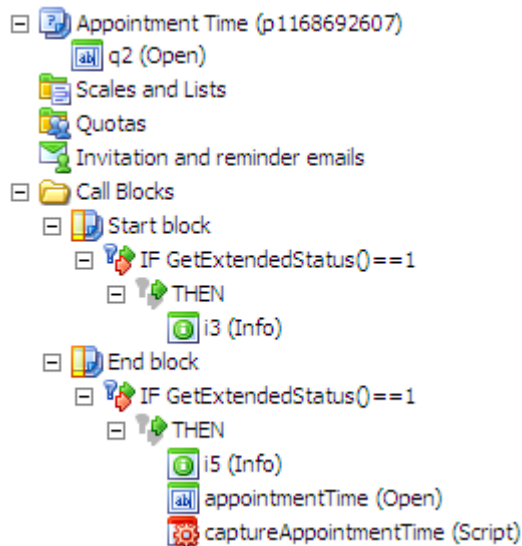 Appointment Time (p1168692607)
q2 (Open)
Scales and Lists
Quotas
Invitation and reminder emails
Call Blocks
Start block
IF GetExtendedStatus()==1
THEN
i3 (Info)
End block
IF GetExtendedStatus()==1
THEN
i5 (Info)
appointmentTime (Open)
captureAppointmentTime (Script)